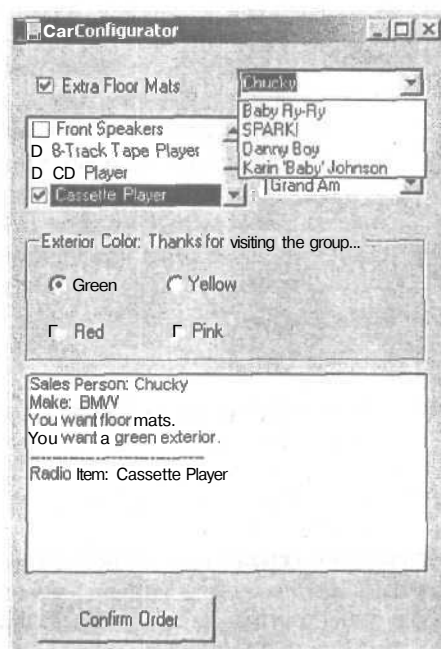 CarConfigurator
Extra Floor Mats
Chucky
Baby Ry-Ry
SPARK!
Danny Boy
Karin 'Baby' Johnson
Front Speakers
D 8-Track Tape Player
D CD Player
Cassette Player
Grand Am
Exterior Color: Thanks for visiting the group...
Green
Yellow
Red
Pink
Sales Person: Chucky
Make: BMW
You want floor mats.
You want a green exterior.
------------------------------
Radio Item: Cassette Player
Confirm Order